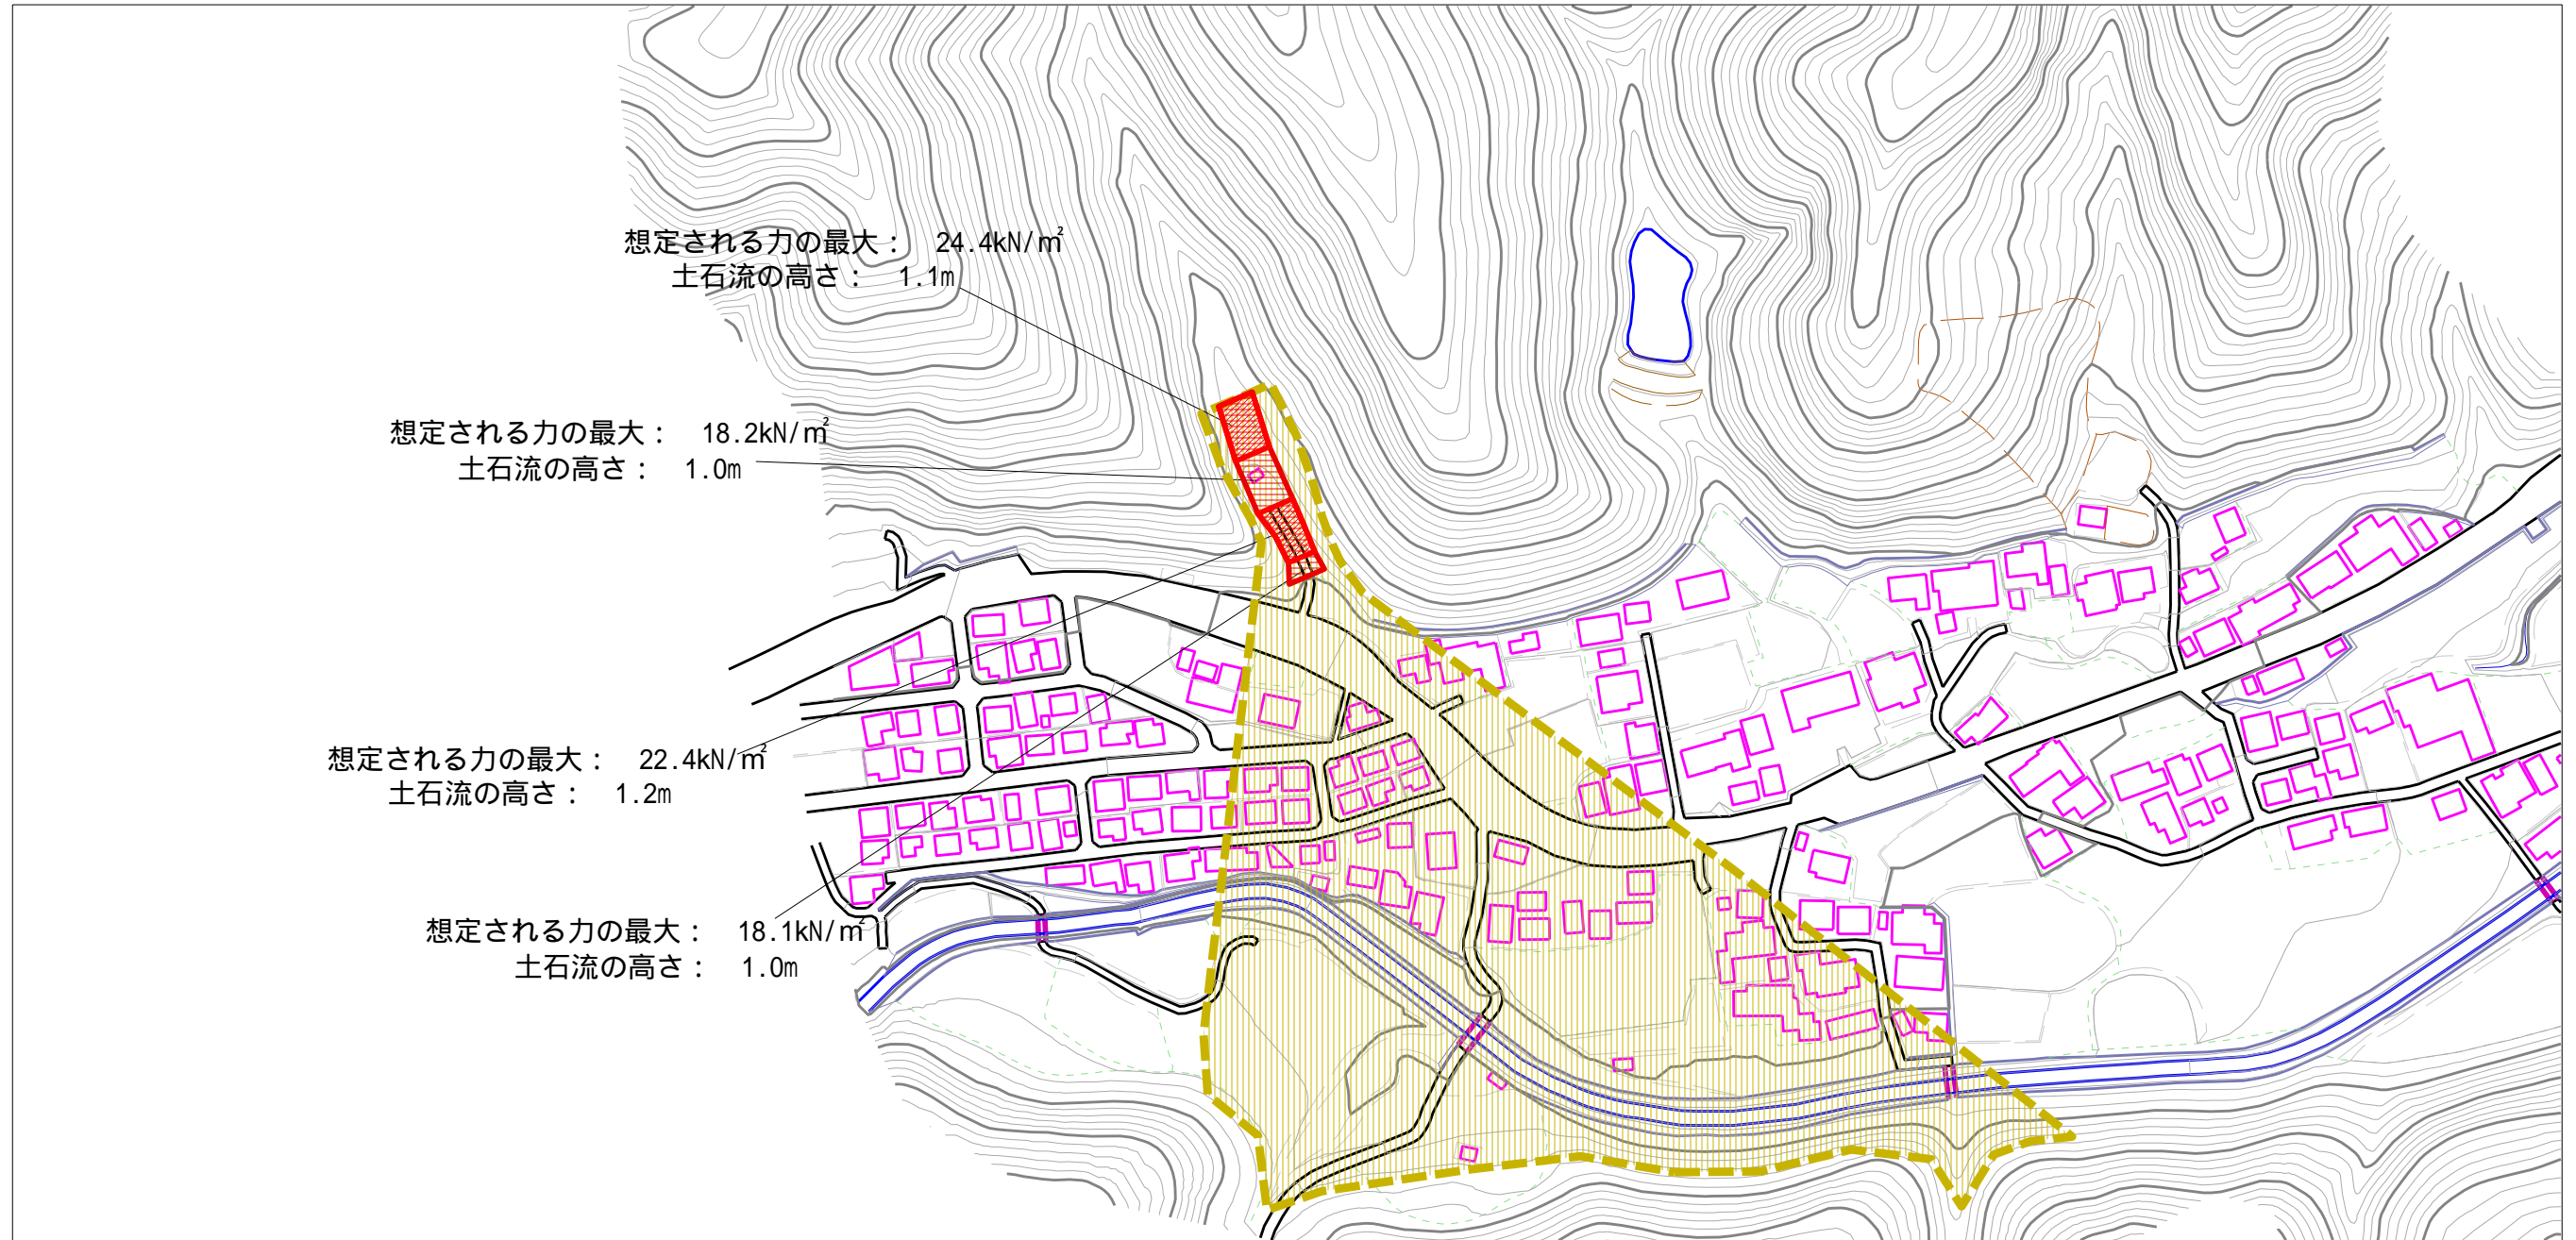 想定される力の最大： 24.4kN/㎡
土石流の高さ： 1.1m
想定される力の最大： 18.2kN/㎡
土石流の高さ： 1.0m
想定される力の最大： 22.4kN/㎡
土石流の高さ： 1.2m
想定される力の最大： 18.1kN/㎡
土石流の高さ： 1.0m